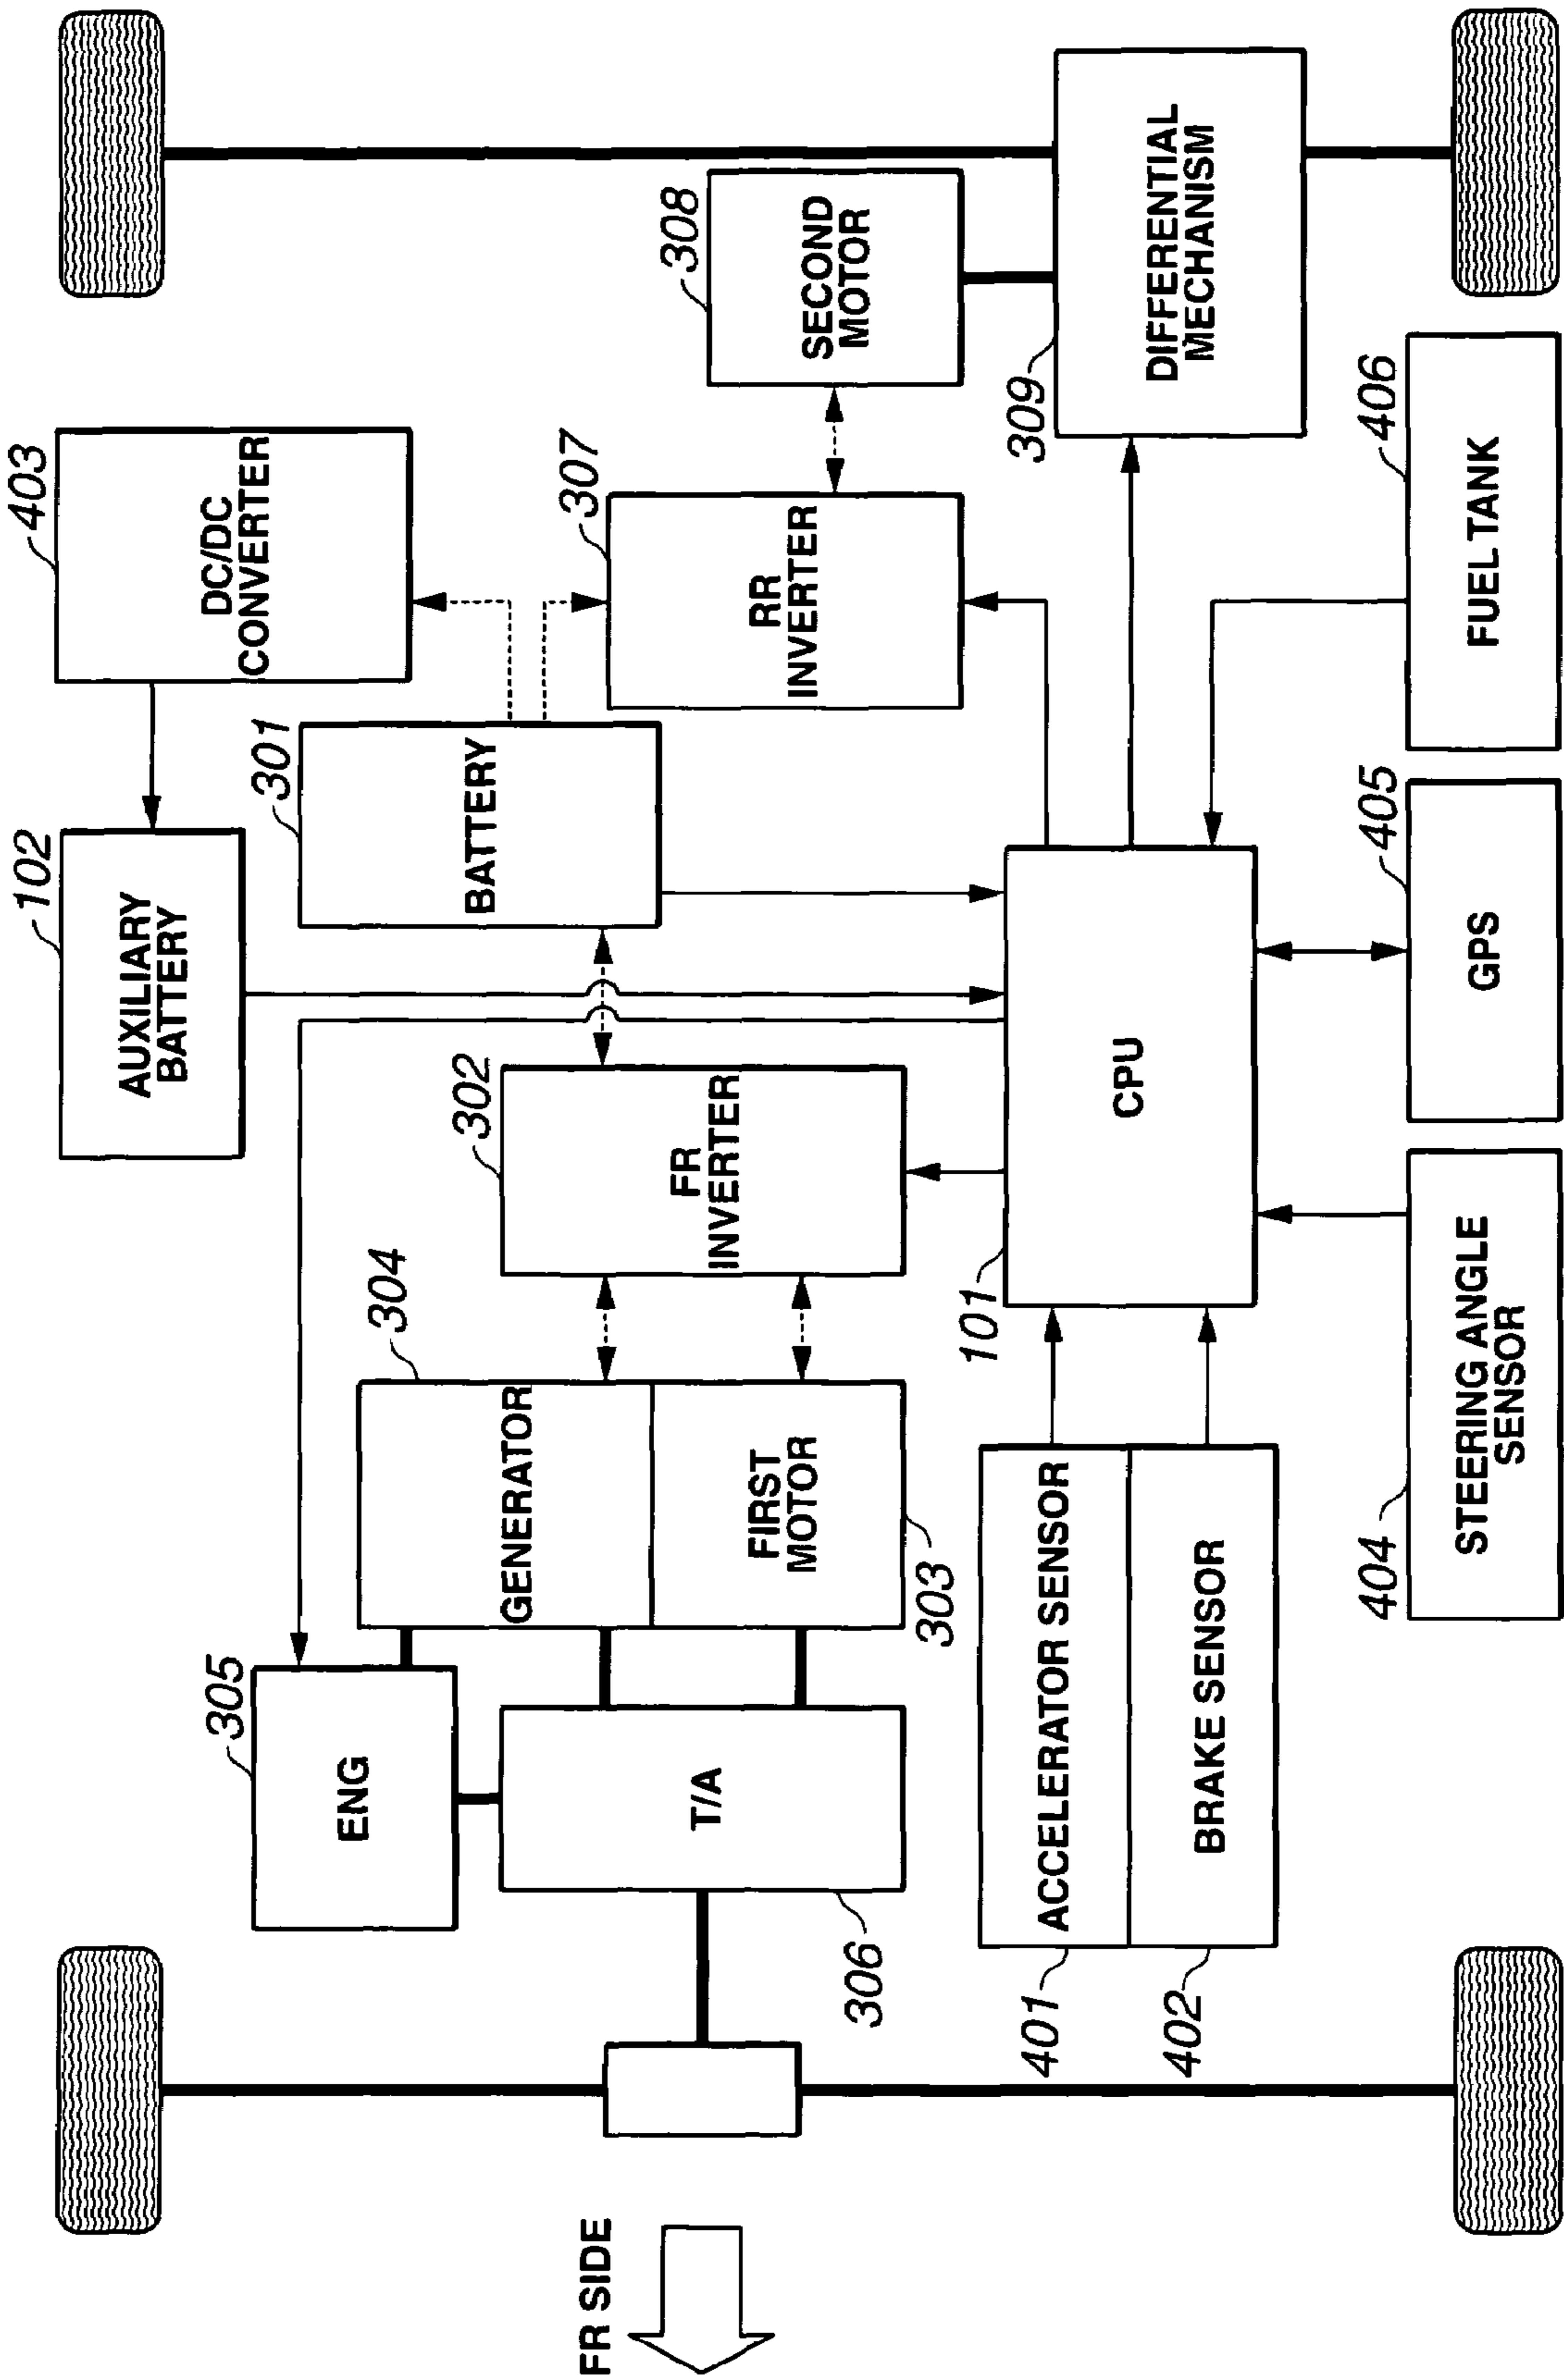 102
AUXILIARY
BATTERY
403
DC/DC
CONVERTER
305
ENG
304
GENERATOR
FIRST
MOTOR
303
302
FR
INVERTER
301
BATTERY
307
RR
INVERTER
308
SECOND
MOTOR
FR SIDE
T/A
306
401
ACCELERATOR SENSOR
402
BRAKE SENSOR
101
CPU
309
DIFFERENTIAL
MECHANISM
404
STEERING ANGLE
SENSOR
405
GPS
406
FUEL TANK